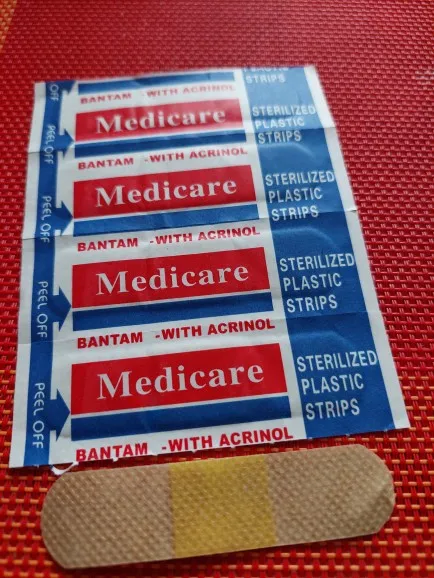 OFF
STRIPS
BANTAM -WITH ACRINOL
Medicare
STERILIZED
PLASTIC
STRIPS
PEEL OFF
BANTAM -WITH ACRINOL
Medicare
STERILIZED
PLASTIC
STRIPS
PEEL OFF
BANTAM -WITH ACRINOL
Medicare
STERILIZED
PLASTIC
STRIPS
PEEL OFF
BANTAM -WITH ACRINOL
Medicare
STERILIZED
PLASTIC
STRIPS
PEEL OFF
BANTAM -WITH ACRINOL